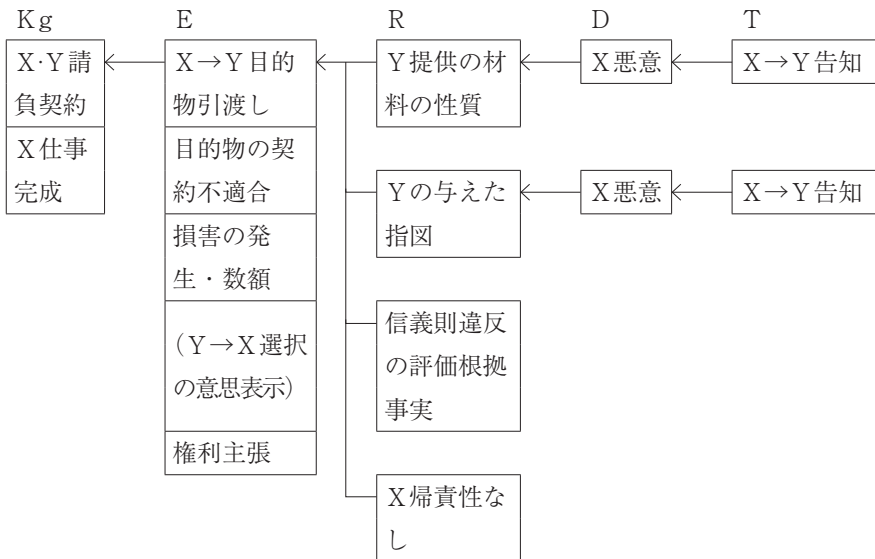 Kg E R D T
X・Y請
負契約
X仕事
完成
X→Y目的
物引渡し
目的物の契
約不適合
損害の発
生・数額
(Y→X選択
の意思表示)
権利主張
Y提供の材
料の性質
X悪意
X→Y告知
Yの与えた
指図
X悪意
X→Y告知
信義則違反
の評価根拠
事実
X帰責性な
し